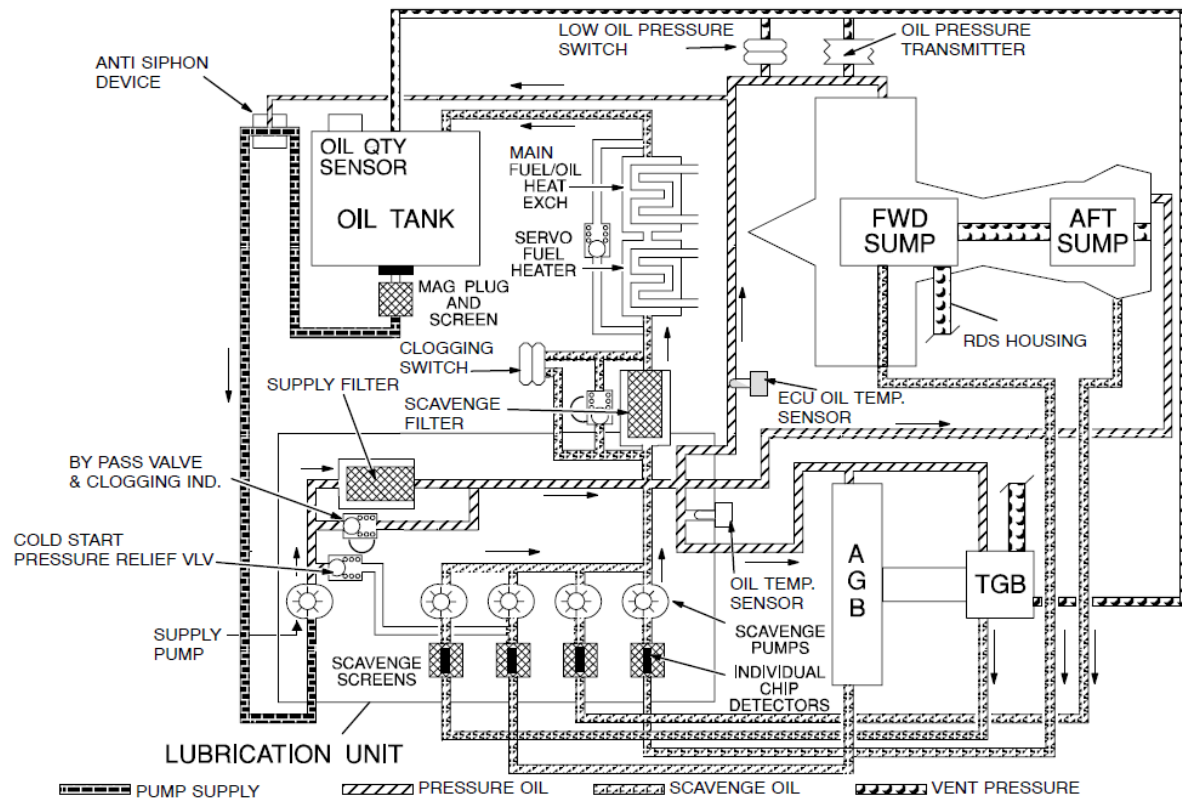 LOW OIL PRESSURE
SWITCH
OIL PRESSURE
TRANSMITTER
ANTI SIPHON
DEVICE
OIL QTY
SENSOR
OIL TANK
MAIN
FUEL/OIL
HEAT
EXCH
SERVO
FUEL
HEATER
FWD
SUMP
AFT
SUMP
MAG PLUG
AND
SCREEN
RDS HOUSING
CLOGGING
SWITCH
SUPPLY FILTER
SCAVENGE
FILTER
ECU OIL TEMP.
SENSOR
BY PASS VALVE
& CLOGGING IND.
COLD START
PRESSURE RELIEF VLV
A
G
B
TGB
OIL TEMP.
SENSOR
SUPPLY
PUMP
SCAVENGE
PUMPS
SCAVENGE
SCREENS
INDIVIDUAL
CHIP
DETECTORS
LUBRICATION UNIT
PUMP SUPPLY
PRESSURE OIL
SCAVENGE OIL
VENT PRESSURE